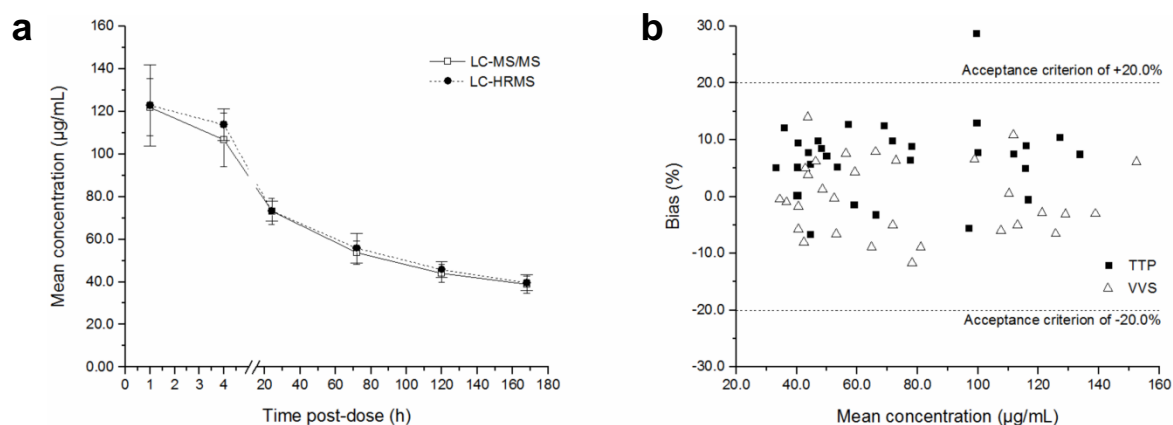 a
160
140
120
100
80.0
60.0
40.0
20.0
0.00
Mean concentration (µg/mL)
LC-MS/MS
LC-HRMS
0 1 2 3 4 20 40 60 80 100 120 140 160 180
Time post-dose (h)
b
30.0
20.0
10.0
0.0
-10.0
-20.0
-30.0
Bias (%)
Acceptance criterion of +20.0%
TTP
VVS
Acceptance criterion of -20.0%
20.0 40.0 60.0 80.0 100 120 140 160
Mean concentration (µg/mL)